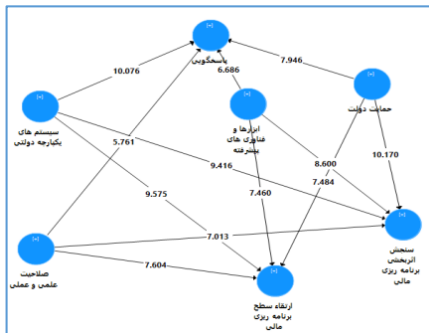 [+]
پاسخگویی
10.076
7.946
6.686
[+]
سیستم های
یکپارچه دولتی
[+]
ابزارها و
فناوری های
پیشرفته
[+]
حمایت دولت
5.761
9.416
8.600
10.170
7.484
9.575
7.460
[+]
سنجش
اثربخشی
برنامه ریزی
مالی
7.013
[+]
صلاحیت
علمی و عملی
7.604
[+]
ارتقاء سطح
برنامه ریزی
مالی